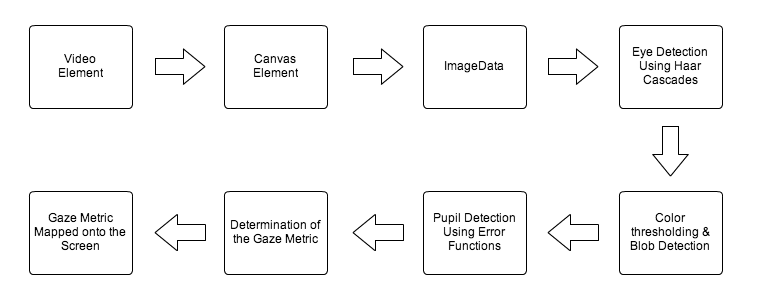 Video
Element
Canvas
Element
ImageData
Eye Detection
Using Haar
Cascades
Gaze Metric
Mapped onto the
Screen
Determination of
the Gaze Metric
Pupil Detection
Using Error
Functions
Color
thresholding &
Blob Detection